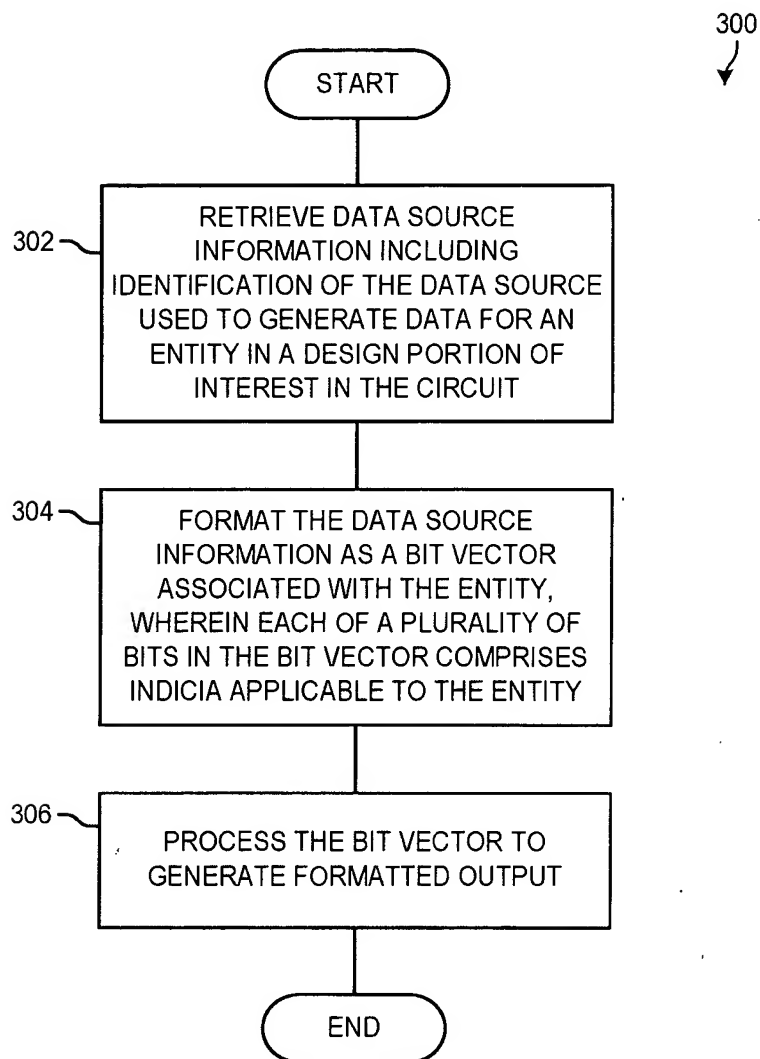 300
START
302
RETRIEVE DATA SOURCE
INFORMATION INCLUDING
IDENTIFICATION OF THE DATA SOURCE
USED TO GENERATE DATA FOR AN
ENTITY IN A DESIGN PORTION OF
INTEREST IN THE CIRCUIT
304
FORMAT THE DATA SOURCE
INFORMATION AS A BIT VECTOR
ASSOCIATED WITH THE ENTITY,
WHEREIN EACH OF A PLURALITY OF
BITS IN THE BIT VECTOR COMPRISES
INDICIA APPLICABLE TO THE ENTITY
306
PROCESS THE BIT VECTOR TO
GENERATE FORMATTED OUTPUT
END